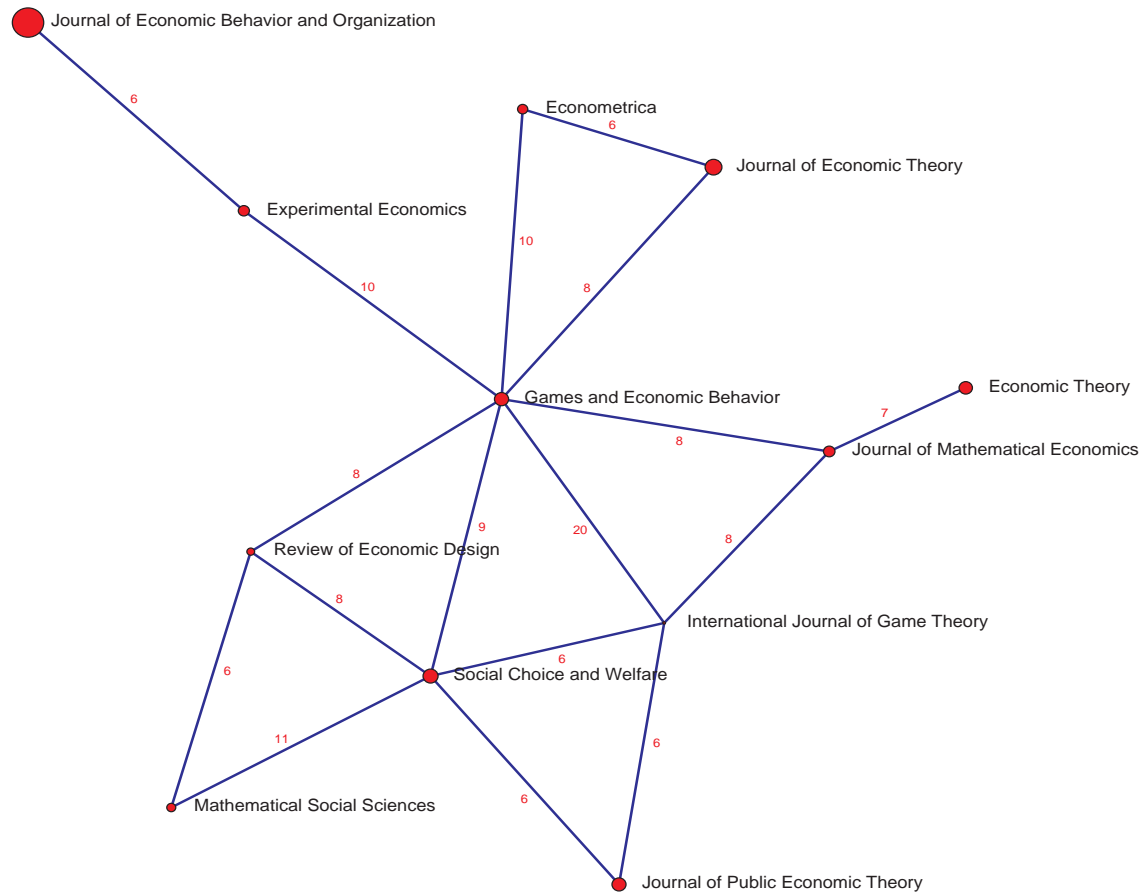 Journal of Economic Behavior and Organization
6
Econometrica
6
Journal of Economic Theory
Experimental Economics
10
10
8
Economic Theory
Games and Economic Behavior
7
8
Journal of Mathematical Economics
8
9
20
8
Review of Economic Design
8
International Journal of Game Theory
6
Social Choice and Welfare
6
11
6
6
Mathematical Social Sciences
Journal of Public Economic Theory